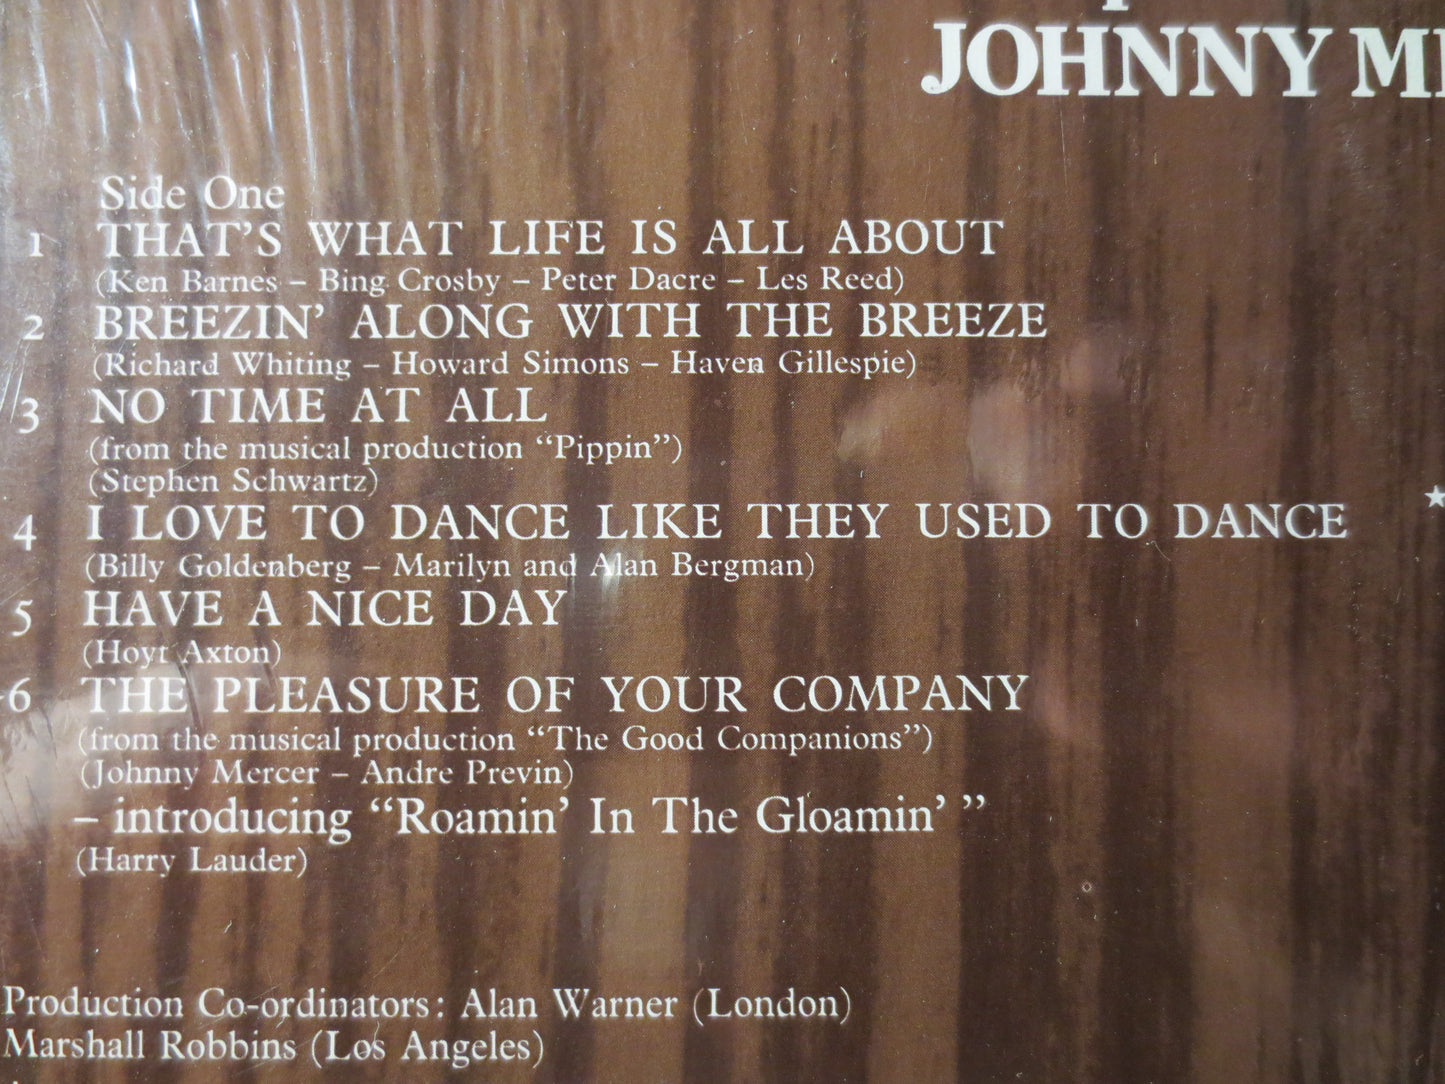 JOHNNY
Side One
1 THAT'S WHAT LIFE IS ALL ABOUT
(Ken Barnes – Bing Crosby – Peter Dacre – Les Reed)
2 BREEZIN' ALONG WITH THE BREEZE
(Richard Whiting – Howard Simons – Haven Gillespie)
3 NO TIME AT ALL
(from the musical production “Pippin”)
(Stephen Schwartz)
4 I LOVE TO DANCE LIKE THEY USED TO DANCE
(Billy Goldenberg – Marilyn and Alan Bergman)
5 HAVE A NICE DAY
(Hoyt Axton)
6 THE PLEASURE OF YOUR COMPANY
(from the musical production “The Good Companions”)
(Johnny Mercer – Andre Previn)
– introducing “Roamin’ In The Gloamin’ ”
(Harry Lauder)
Production Co-ordinators: Alan Warner (London)
Marshall Robbins (Los Angeles)